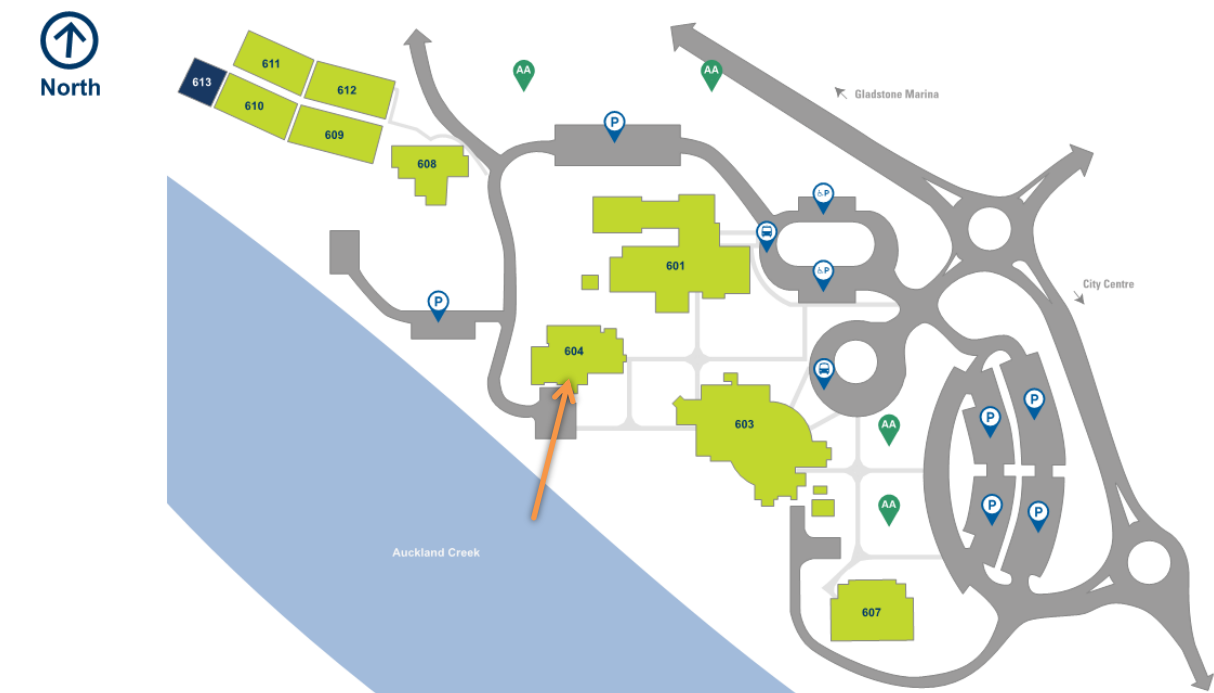 North
611
613
612
610
609
608
AA
AA
P
Gladstone Marina
P
601
P
City Centre
P
604
603
P
P
AA
P
P
AA
Auckland Creek
607